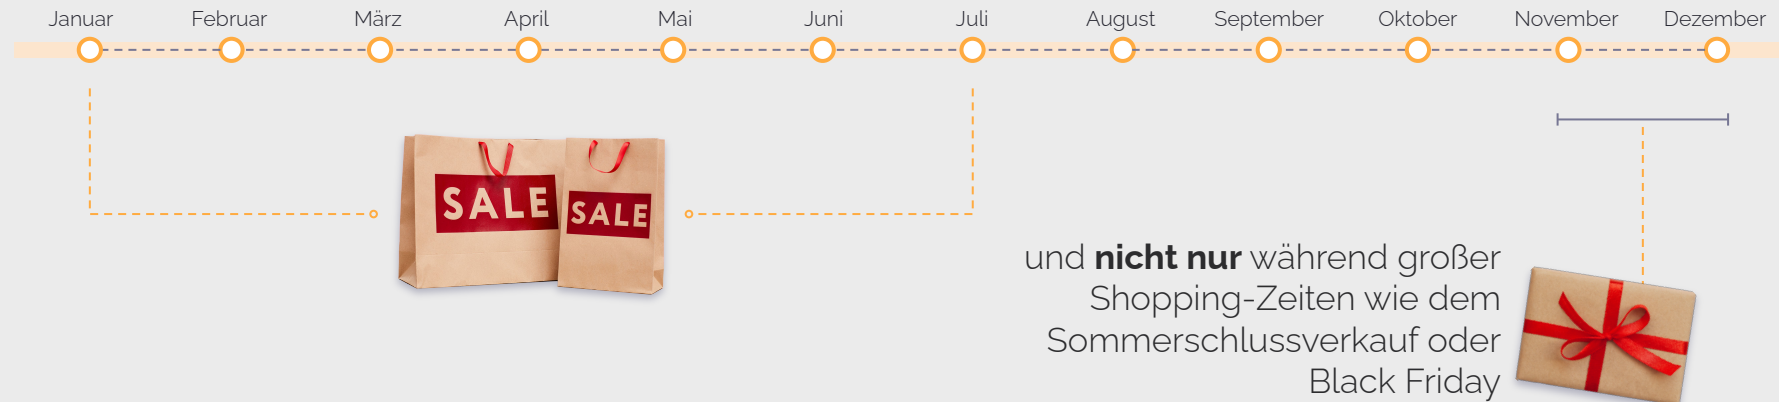 Januar Februar März April Mai Juni Juli August September Oktober November Dezember
SALE SALE
und nicht nur während großer
Shopping-Zeiten wie dem
Sommerschlussverkauf oder
Black Friday